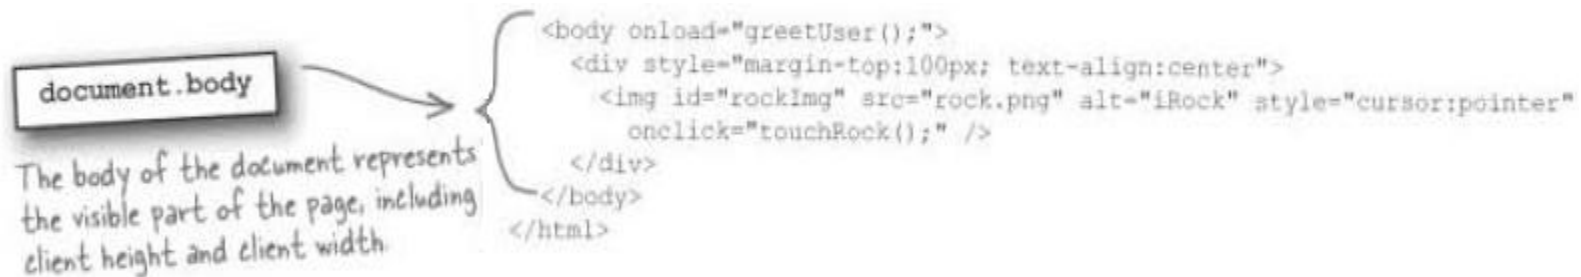 document.body
The body of the document represents
the visible part of the page, including
client height and client width.
<body onload="greetUser();">
<div style="margin-top:100px; text-align:center">
<img id="rockImg" src="rock.png" alt="iRock" style="cursor:pointer"
onclick="touchRock();" />
</div>
</body>
</html>